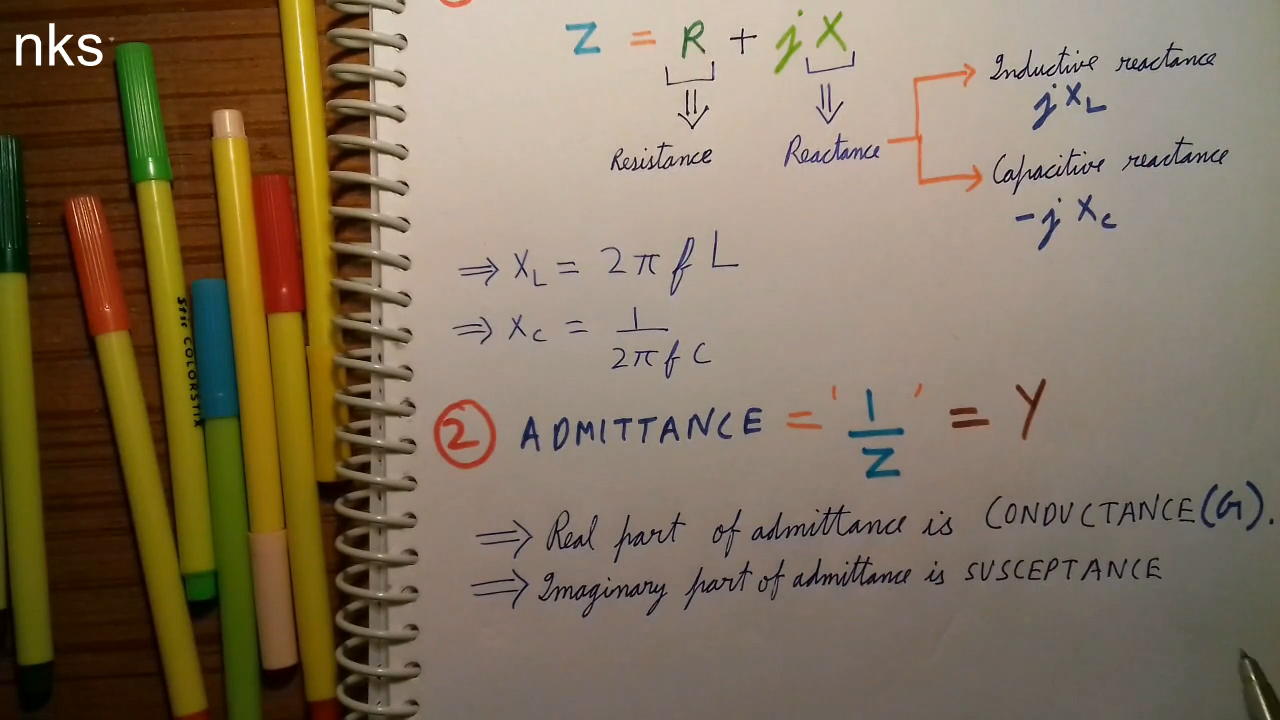 nks
Z = R + jX
Inductive reactance
jXL
Resistance
Reactance
Capacitive reactance
-jXc
⇒ XL = 2πfL
⇒ Xc = 1/2πfC
2 ADMITTANCE = '1/Z' = Y
⇒ Real part of admittance is CONDUCTANCE (G).
⇒ Imaginary part of admittance is SUSCEPTANCE
COLORSTIX